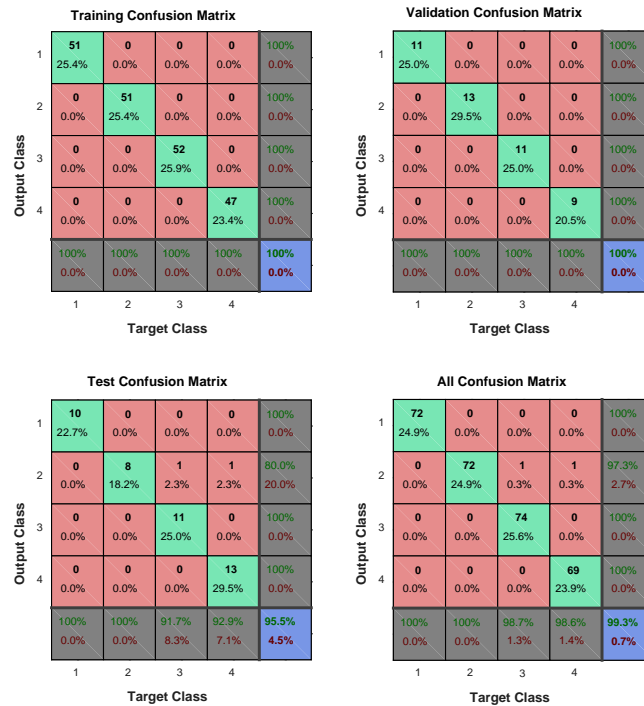 Training Confusion Matrix
1 51 0 0 0 100%
25.4% 0.0% 0.0% 0.0% 0.0%
2 0 51 0 0 100%
0.0% 25.4% 0.0% 0.0% 0.0%
3 0 0 52 0 100%
0.0% 0.0% 25.9% 0.0% 0.0%
4 0 0 0 47 100%
0.0% 0.0% 0.0% 23.4% 0.0%
100% 100% 100% 100% 100%
0.0% 0.0% 0.0% 0.0% 0.0%
1 2 3 4
Target Class
Output Class
Validation Confusion Matrix
1 11 0 0 0 100%
25.0% 0.0% 0.0% 0.0% 0.0%
2 0 13 0 0 100%
0.0% 29.5% 0.0% 0.0% 0.0%
3 0 0 11 0 100%
0.0% 0.0% 25.0% 0.0% 0.0%
4 0 0 0 9 100%
0.0% 0.0% 0.0% 20.5% 0.0%
100% 100% 100% 100% 100%
0.0% 0.0% 0.0% 0.0% 0.0%
1 2 3 4
Target Class
Output Class
Test Confusion Matrix
1 10 0 0 0 100%
22.7% 0.0% 0.0% 0.0% 0.0%
2 0 8 1 1 80.0%
0.0% 18.2% 2.3% 2.3% 20.0%
3 0 0 11 0 100%
0.0% 0.0% 25.0% 0.0% 0.0%
4 0 0 0 13 100%
0.0% 0.0% 0.0% 29.5% 0.0%
100% 100% 91.7% 92.9% 95.5%
0.0% 0.0% 8.3% 7.1% 4.5%
1 2 3 4
Target Class
Output Class
All Confusion Matrix
1 72 0 0 0 100%
24.9% 0.0% 0.0% 0.0% 0.0%
2 0 72 1 1 97.3%
0.0% 24.9% 0.3% 0.3% 2.7%
3 0 0 74 0 100%
0.0% 0.0% 25.6% 0.0% 0.0%
4 0 0 0 69 100%
0.0% 0.0% 0.0% 23.9% 0.0%
100% 100% 98.7% 98.6% 99.3%
0.0% 0.0% 1.3% 1.4% 0.7%
1 2 3 4
Target Class
Output Class